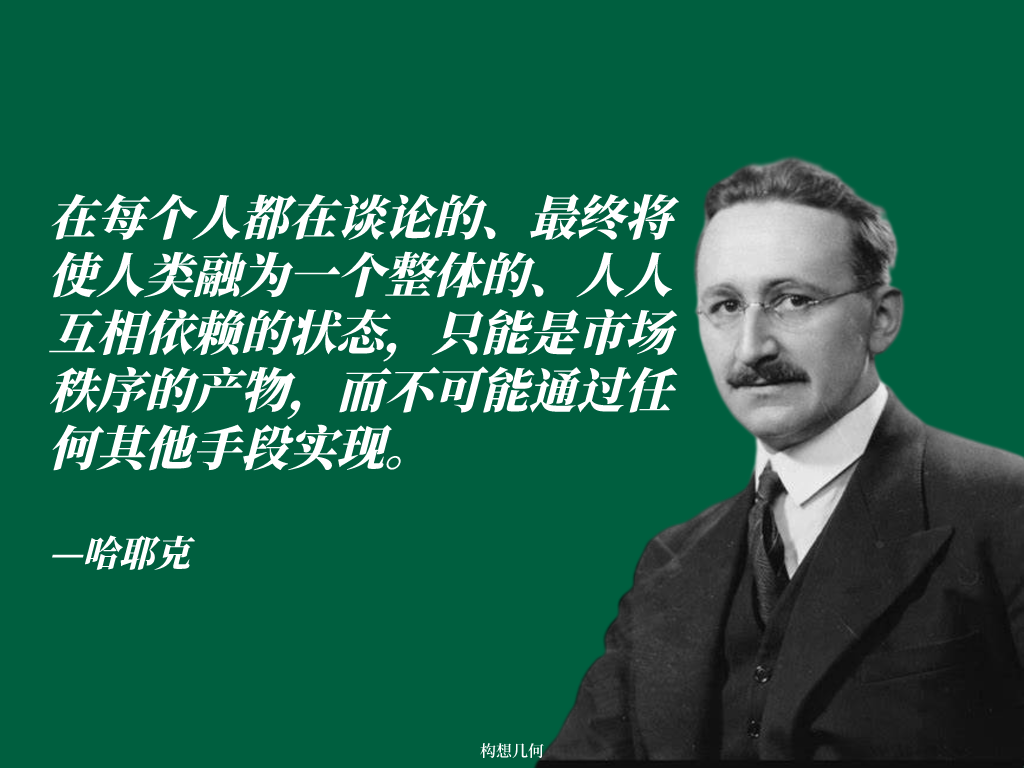 在每个人都在谈论的、最终将
使人类融为一个整体的、人人
互相依赖的状态，只能是市场
秩序的产物，而不可能通过任
何其他手段实现。
—哈耶克
构想几何